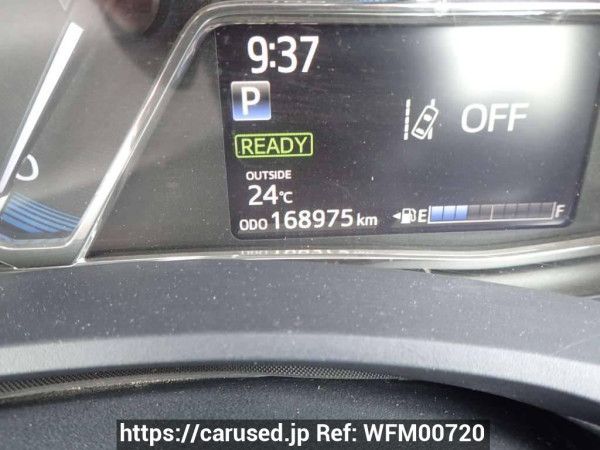 9:37
P
OFF
READY
OUTSIDE
24°C
ODO 168975 km
E F
https://carused.jp Ref: WFM00720